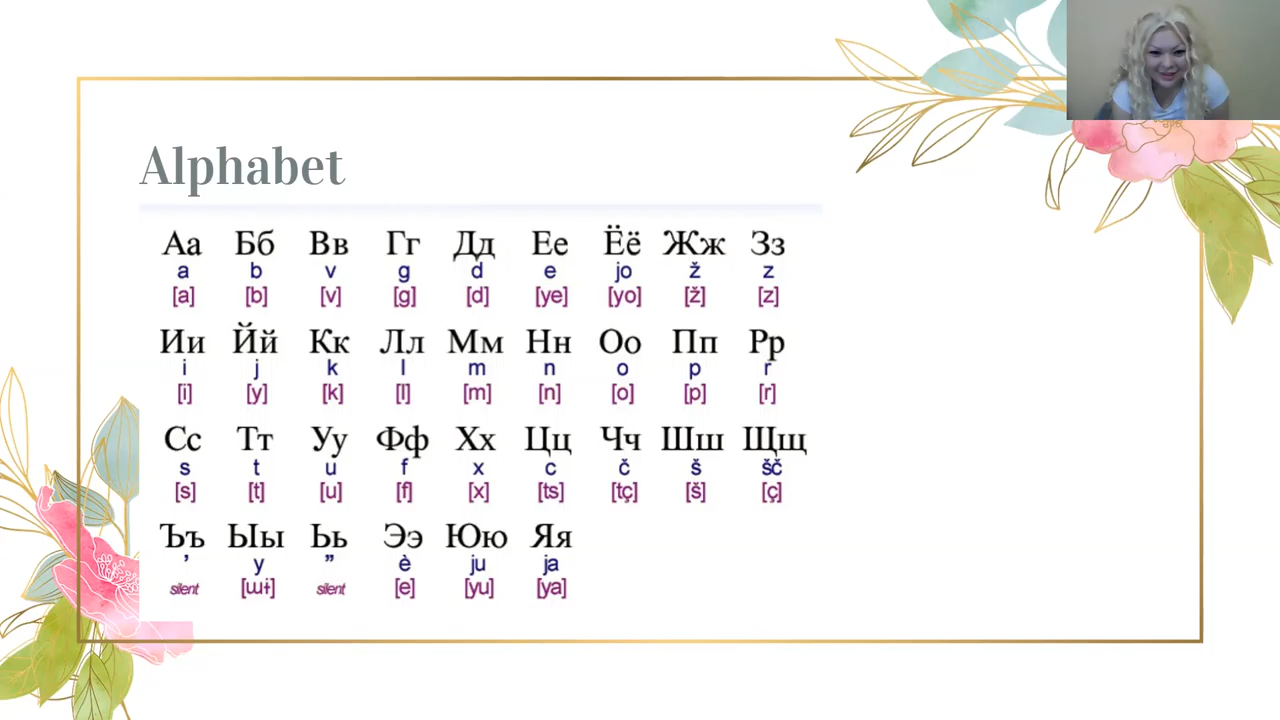 Alphabet
Аа Бб Вв Гг Дд Ее Ёё Жж Зз
a b v g d e jo ž z
[a] [b] [v] [g] [d] [ye] [yo] [ž] [z]
Ии Йй Кк Лл Мм Нн Оо Пп Рр
i j k l m n o p r
[i] [y] [k] [l] [m] [n] [o] [p] [r]
Сс Тт Уу Фф Хх Цц Чч Шш Щщ
s t u f x c č š šč
[s] [t] [u] [f] [x] [ts] [tç] [š] [ç]
Ъъ Ыы Ьь Ээ Юю Яя
’ y ” è ju ja
silent [ɯɨ] silent [e] [yu] [ya]